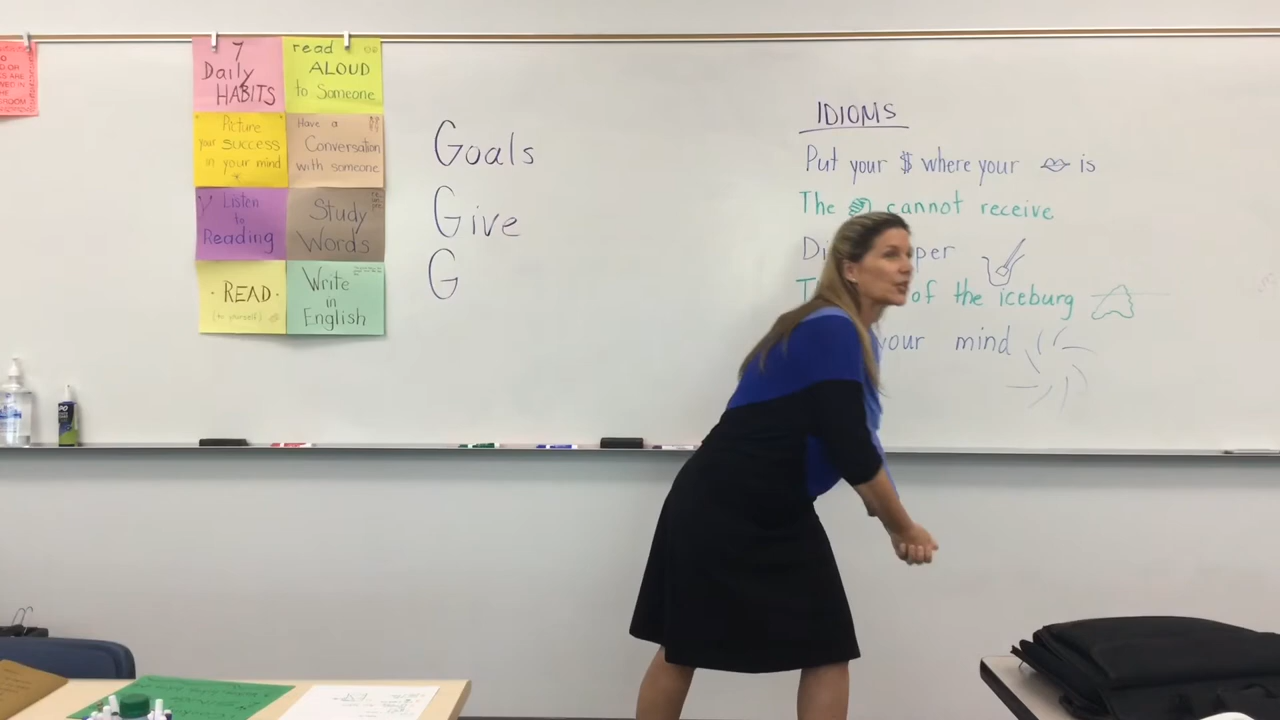 7
Daily
HABITS
read
ALOUD
to Someone
Picture
your success
in your mind
Have a
Conversation
with someone
Listen
to
Reading
Study
Words
READ
(to yourself)
Write
in
English
Goals
Give
G
IDIOMS
Put your $ where your is
The cannot receive
of the iceburg
your mind